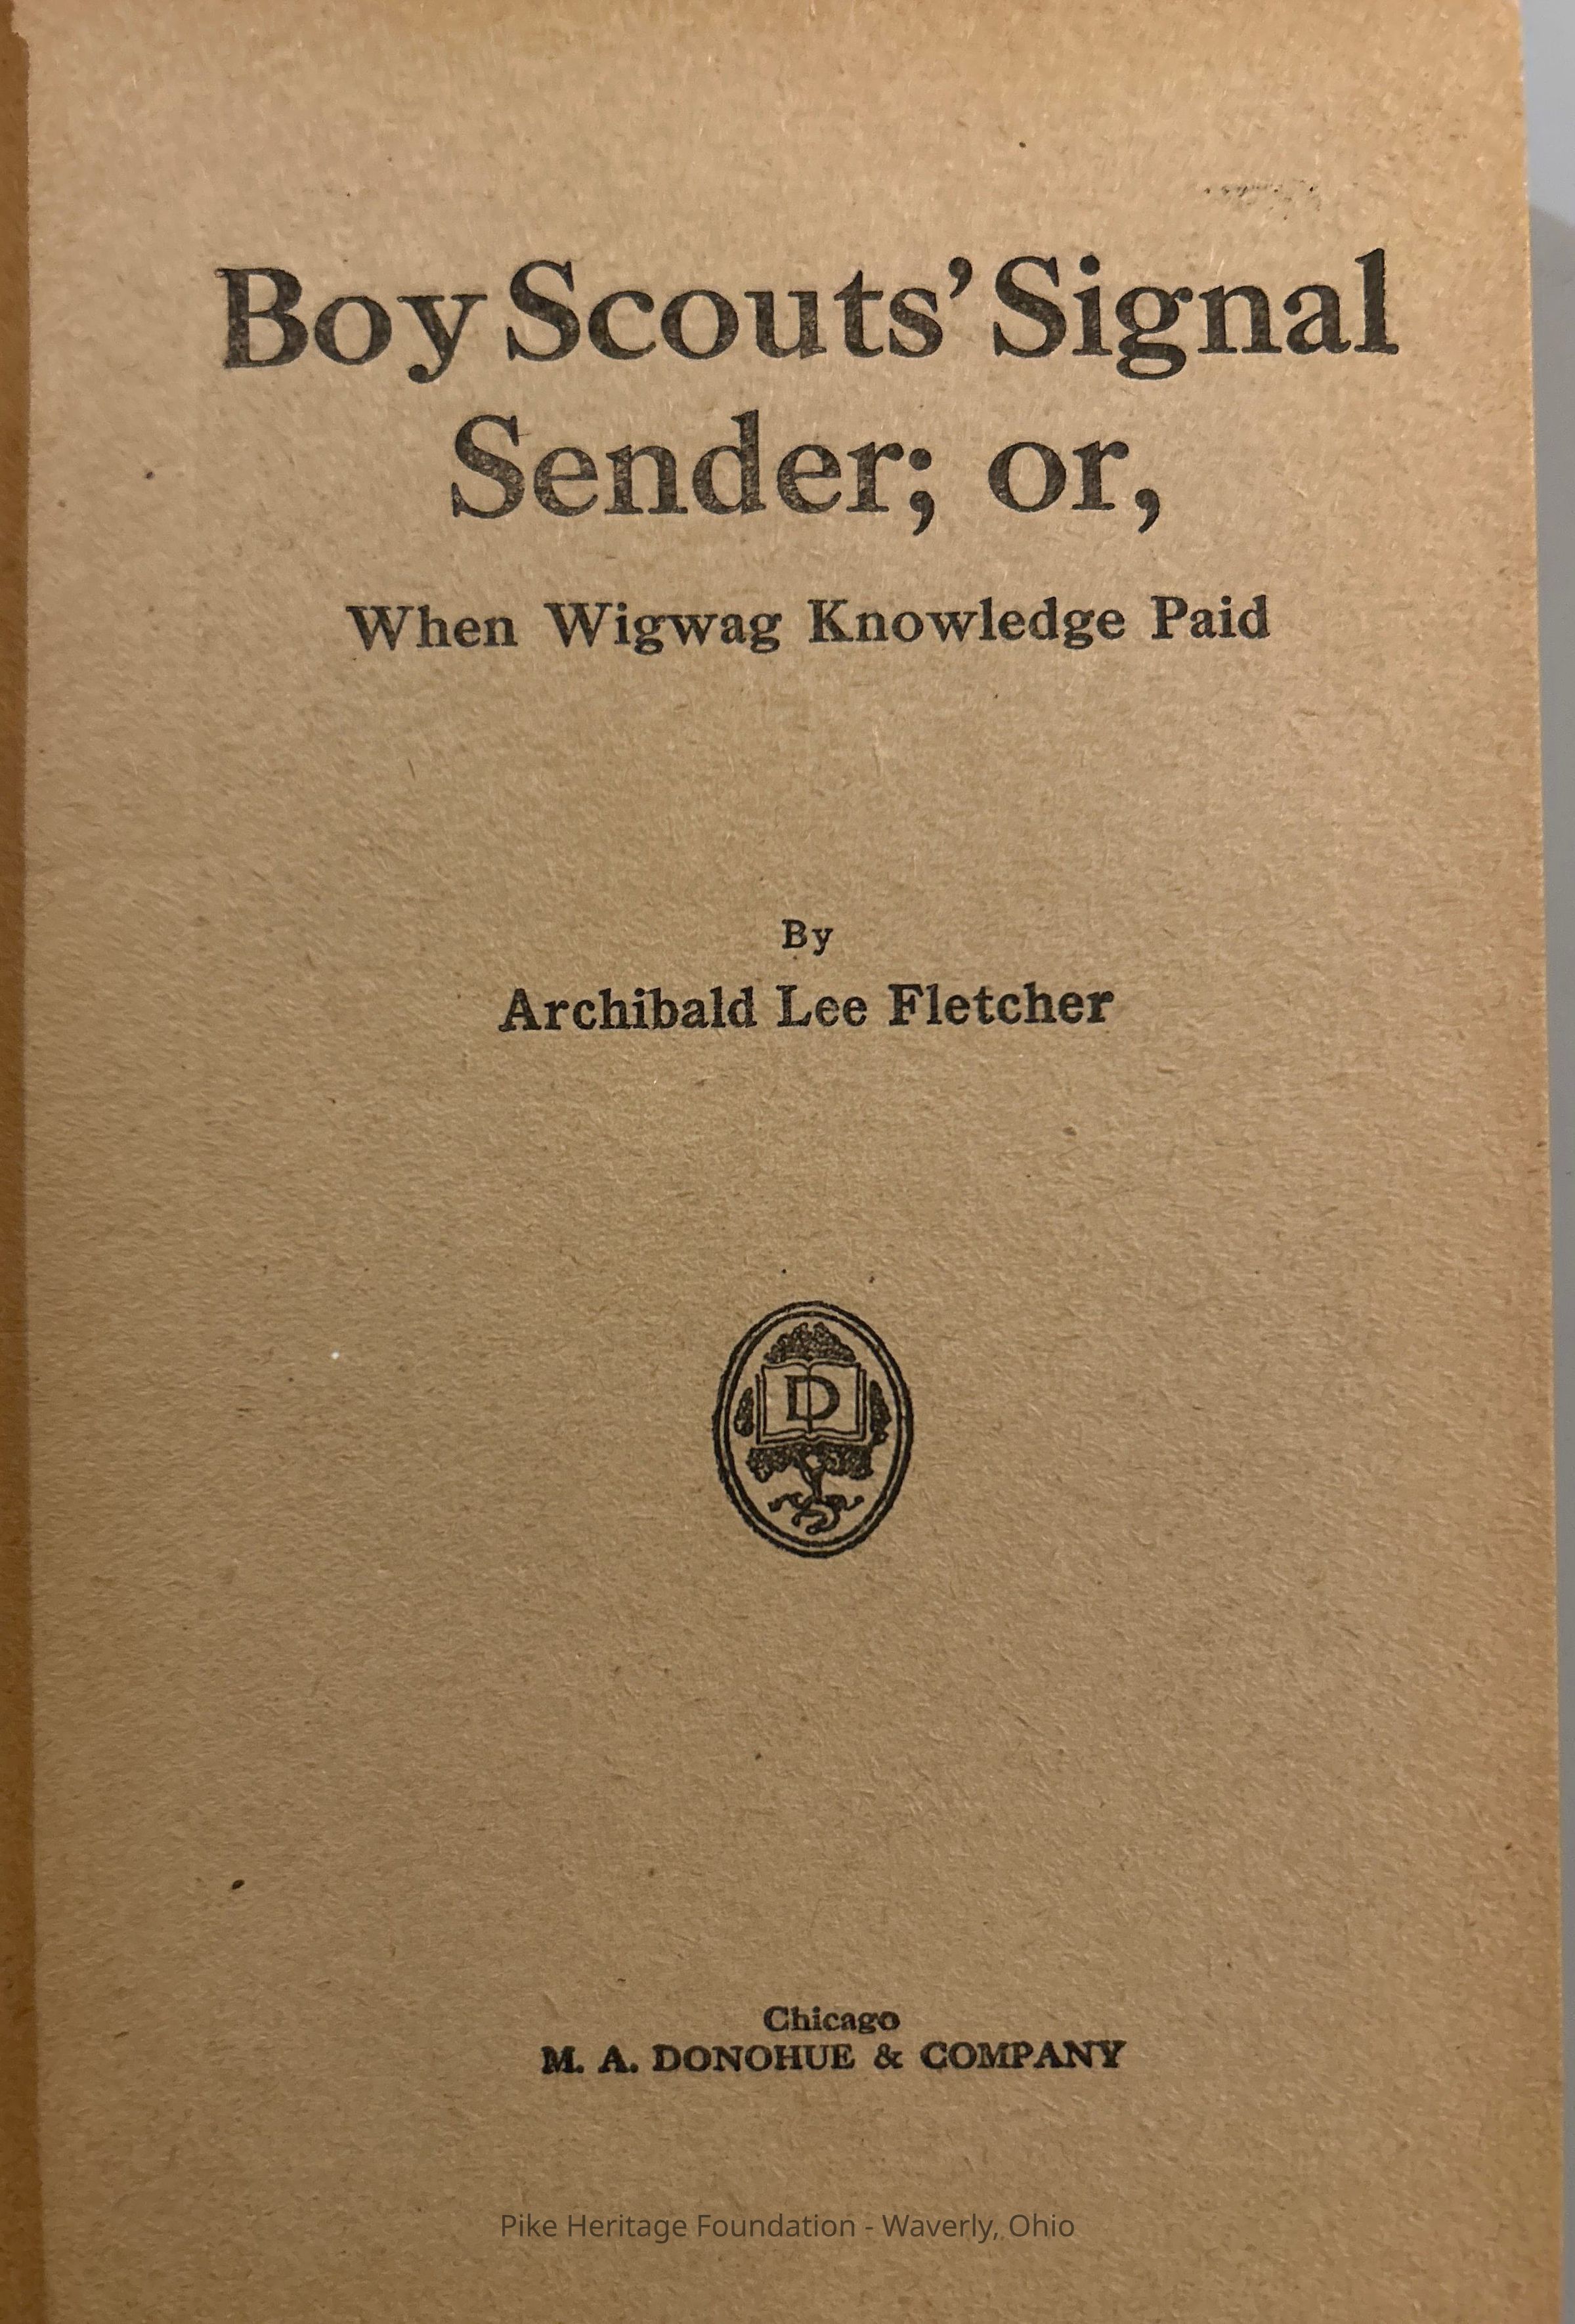 Boy Scouts’ Signal
Sender; or,
When Wigwag Knowledge Paid
By
Archibald Lee Fletcher
D
Chicago
M. A. DONOHUE & COMPANY
Pike Heritage Foundation - Waverly, Ohio